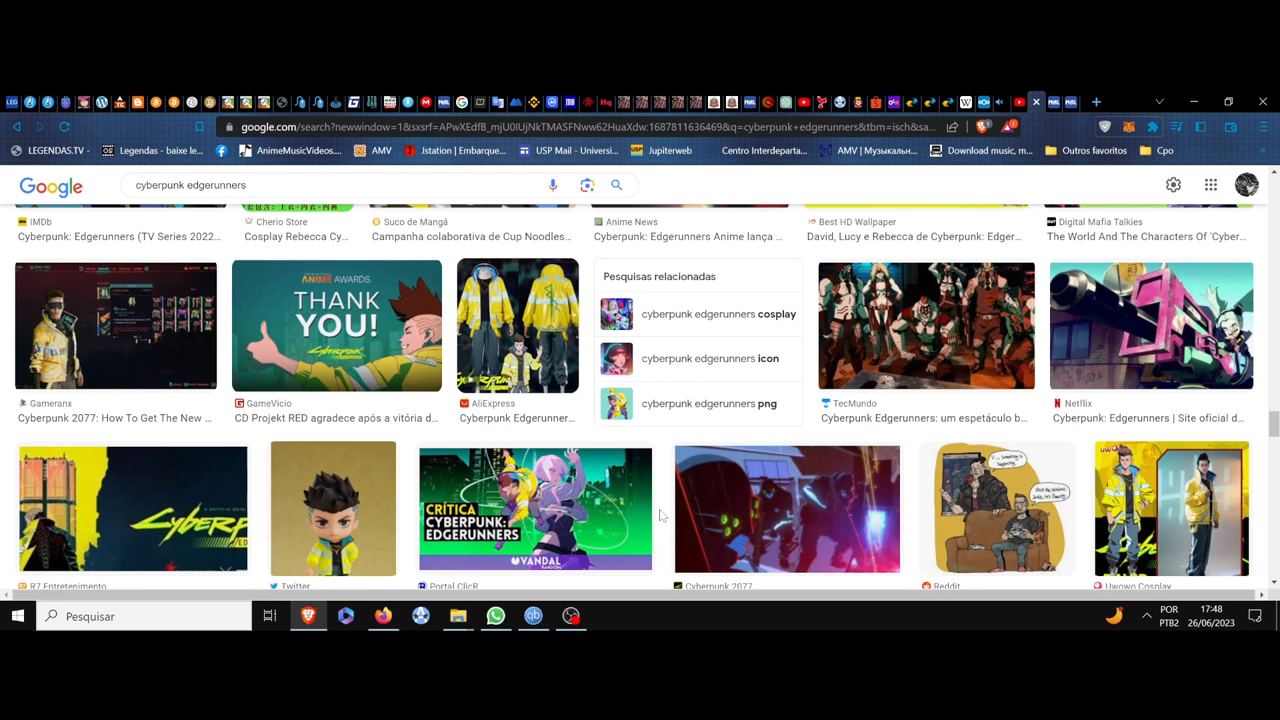 google.com/search?newwindow=1&sxsrf=APwXEdfB_mjU0IUjNkTMASFNww62HuaXdw:1687811636469&q=cyberpunk+edgerunners&tbm=isch&sa...
LEGENDAS.TV -
Legendas - baixe le...
AnimeMusicVideos....
AMV
Jstation | Embarque...
USP Mail - Universi...
Jupiterweb
Centro Interdeparta...
AMV | Музыкальн...
Download music, m...
Outros favoritos
Cpo
Google
cyberpunk edgerunners
IMDb
Cyberpunk: Edgerunners (TV Series 2022...
Cherio Store
Cosplay Rebecca Cy...
Suco de Mangá
Campanha colaborativa de Cup Noodles...
Anime News
Cyberpunk: Edgerunners Anime lança ...
Best HD Wallpaper
David, Lucy e Rebecca de Cyberpunk: Edger...
Digital Mafia Talkies
The World And The Characters Of 'Cyber...
ANIME AWARDS.
THANK
YOU!
Pesquisas relacionadas
cyberpunk edgerunners cosplay
cyberpunk edgerunners icon
cyberpunk edgerunners png
Gameranx
Cyberpunk 2077: How To Get The New ...
GameVicio
CD Projekt RED agradece após a vitória d...
AliExpress
Cyberpunk Edgerunner...
TecMundo
Cyberpunk Edgerunners: um espetáculo b...
Netflix
Cyberpunk: Edgerunners | Site oficial d...
CRÍTICA
CYBERPUNK:
EDGERUNNERS
VANDAL
R7 Entretenimento
Twitter
Portal ClicR
Cyberpunk 2077
Reddit
Uwowo Cosplay
Pesquisar
POR
PTB2
17:48
26/06/2023